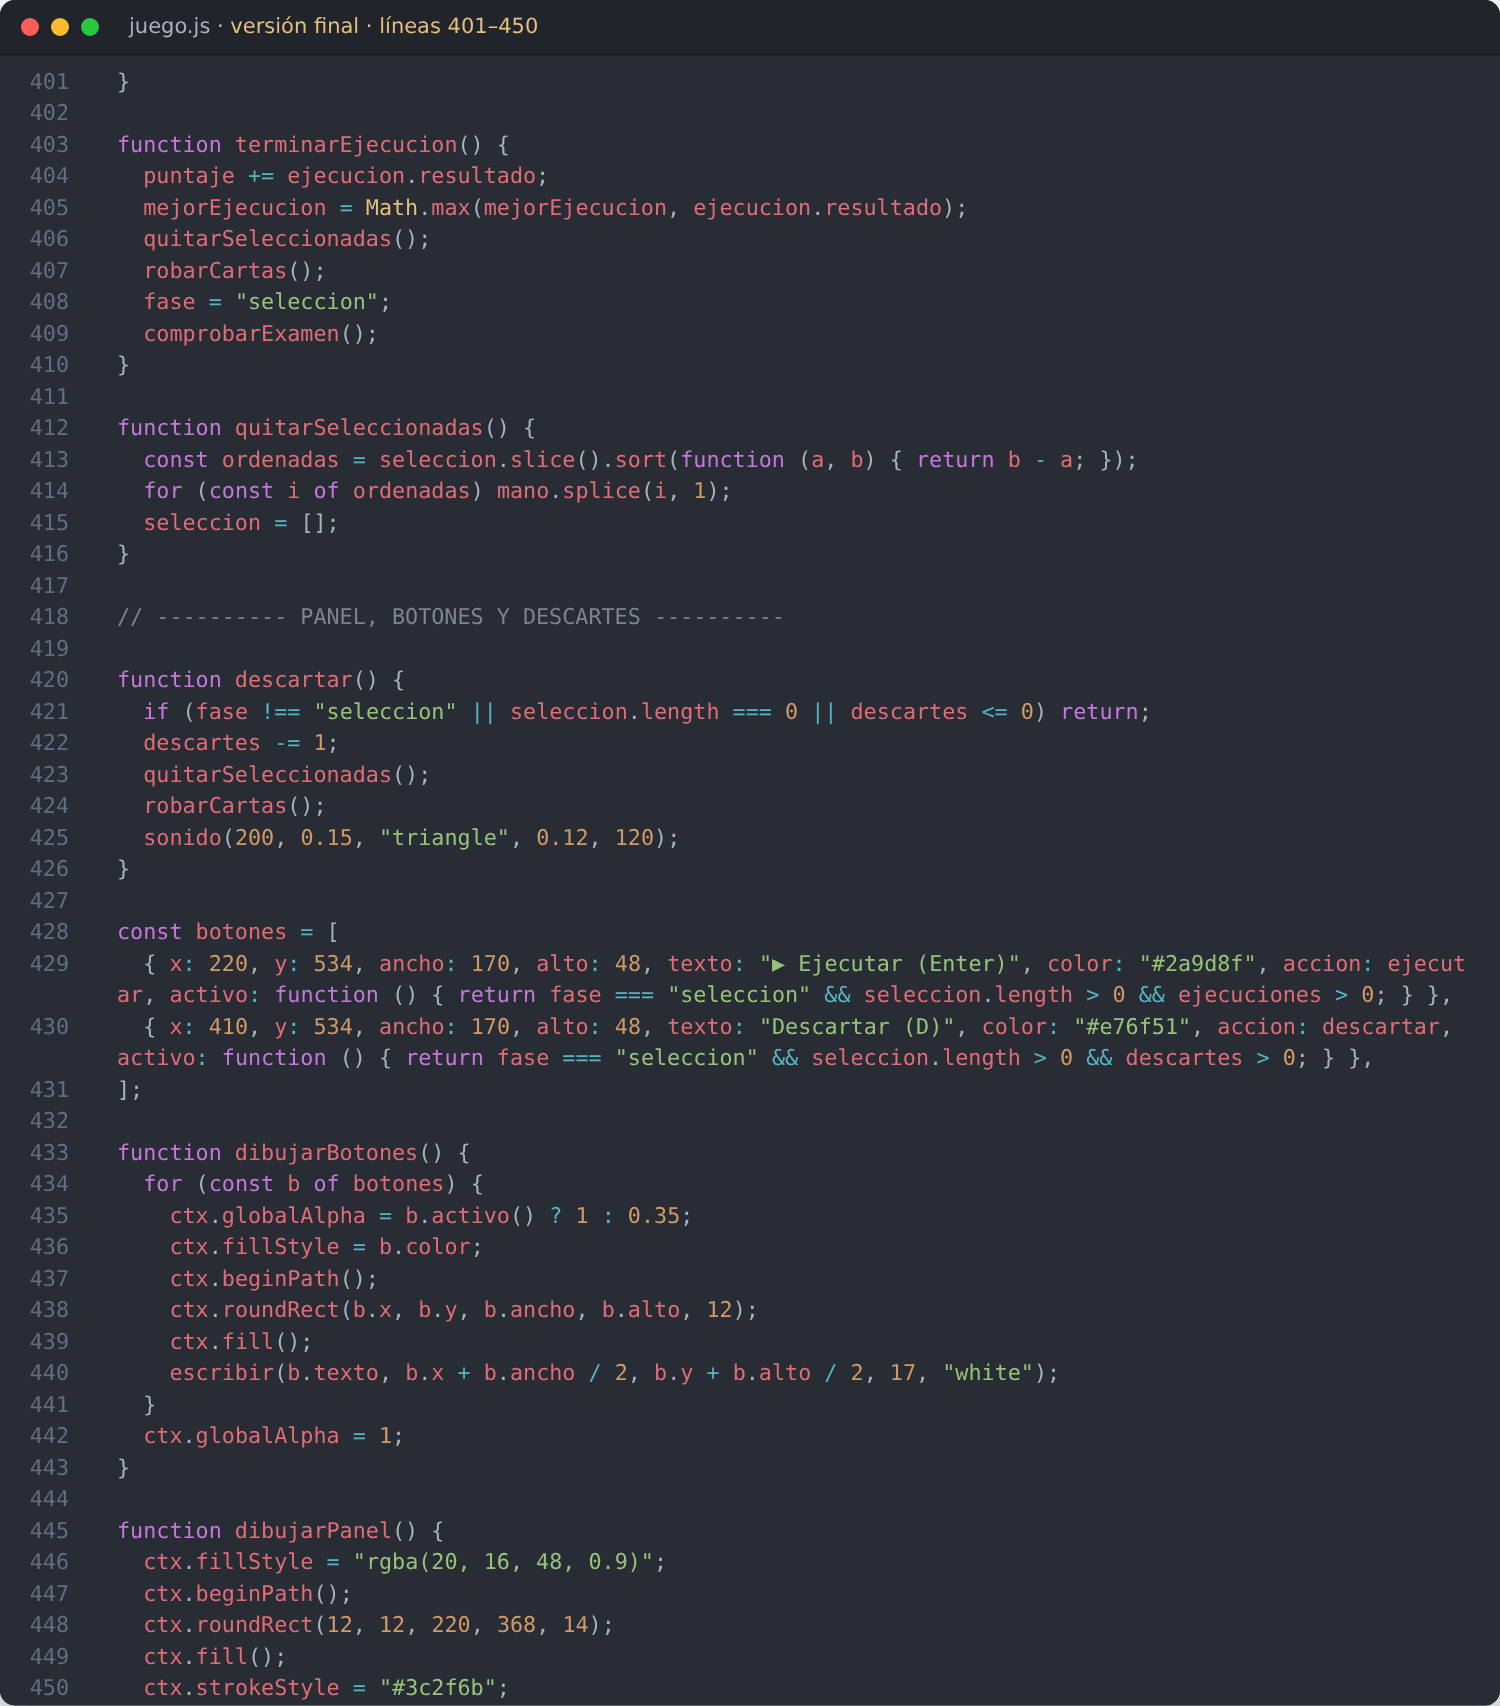 juego.js · versión final · líneas 401–450
401 }
402
403 function terminarEjecucion() {
404   puntaje += ejecucion.resultado;
405   mejorEjecucion = Math.max(mejorEjecucion, ejecucion.resultado);
406   quitarSeleccionadas();
407   robarCartas();
408   fase = "seleccion";
409   comprobarExamen();
410 }
411
412 function quitarSeleccionadas() {
413   const ordenadas = seleccion.slice().sort(function (a, b) { return b - a; });
414   for (const i of ordenadas) mano.splice(i, 1);
415   seleccion = [];
416 }
417
418 // ---------- PANEL, BOTONES Y DESCARTES ----------
419
420 function descartar() {
421   if (fase !== "seleccion" || seleccion.length === 0 || descartes <= 0) return;
422   descartes -= 1;
423   quitarSeleccionadas();
424   robarCartas();
425   sonido(200, 0.15, "triangle", 0.12, 120);
426 }
427
428 const botones = [
429   { x: 220, y: 534, ancho: 170, alto: 48, texto: "▶ Ejecutar (Enter)", color: "#2a9d8f", accion: ejecut
ar, activo: function () { return fase === "seleccion" && seleccion.length > 0 && ejecuciones > 0; } },
430   { x: 410, y: 534, ancho: 170, alto: 48, texto: "Descartar (D)", color: "#e76f51", accion: descartar,
activo: function () { return fase === "seleccion" && seleccion.length > 0 && descartes > 0; } },
431 ];
432
433 function dibujarBotones() {
434   for (const b of botones) {
435     ctx.globalAlpha = b.activo() ? 1 : 0.35;
436     ctx.fillStyle = b.color;
437     ctx.beginPath();
438     ctx.roundRect(b.x, b.y, b.ancho, b.alto, 12);
439     ctx.fill();
440     escribir(b.texto, b.x + b.ancho / 2, b.y + b.alto / 2, 17, "white");
441   }
442   ctx.globalAlpha = 1;
443 }
444
445 function dibujarPanel() {
446   ctx.fillStyle = "rgba(20, 16, 48, 0.9)";
447   ctx.beginPath();
448   ctx.roundRect(12, 12, 220, 368, 14);
449   ctx.fill();
450   ctx.strokeStyle = "#3c2f6b";